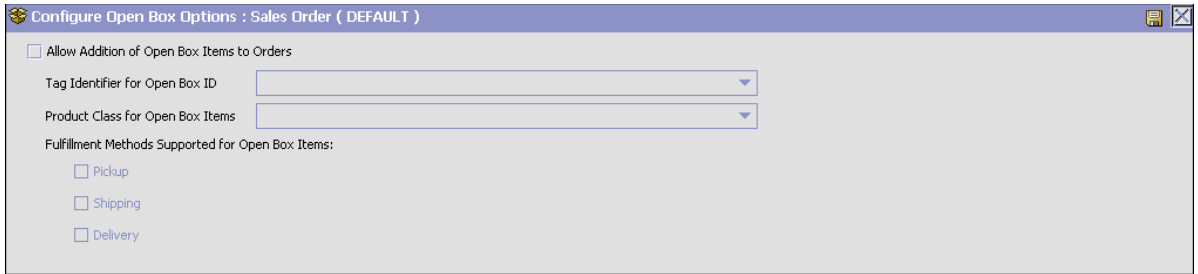 Configure Open Box Options : Sales Order ( DEFAULT )
Allow Addition of Open Box Items to Orders
Tag Identifier for Open Box ID
Product Class for Open Box Items
Fulfillment Methods Supported for Open Box Items:
Pickup
Shipping
Delivery